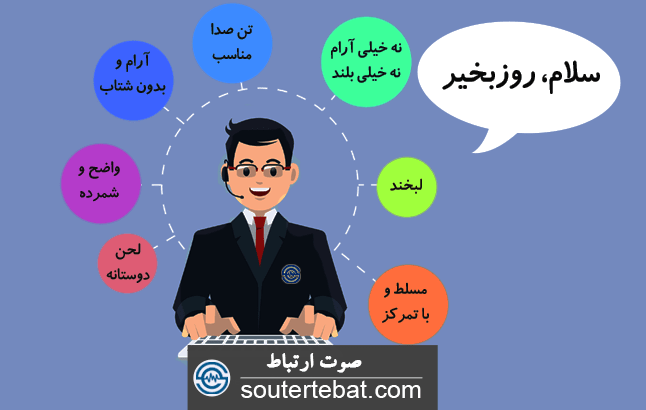 سلام، روزبخیر
تن صدا
مناسب
نه خیلی آرام
نه خیلی بلند
آرام و
بدون شتاب
واضح و
شمرده
لبخند
لحن
دوستانه
مسلط و
با تمرکز
صوت ارتباط
soutertebat.com